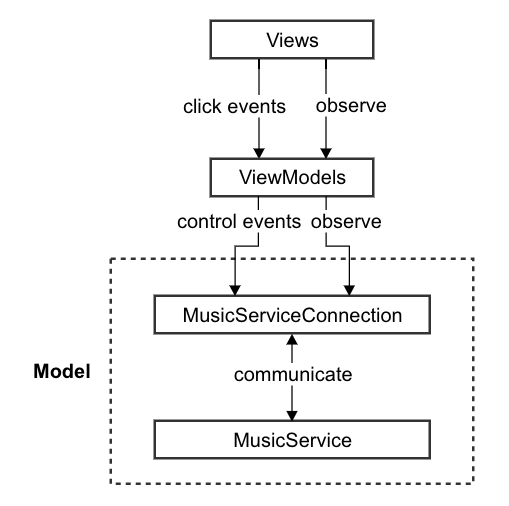 Views
click events
observe
ViewModels
control events
observe
MusicServiceConnection
Model
communicate
MusicService